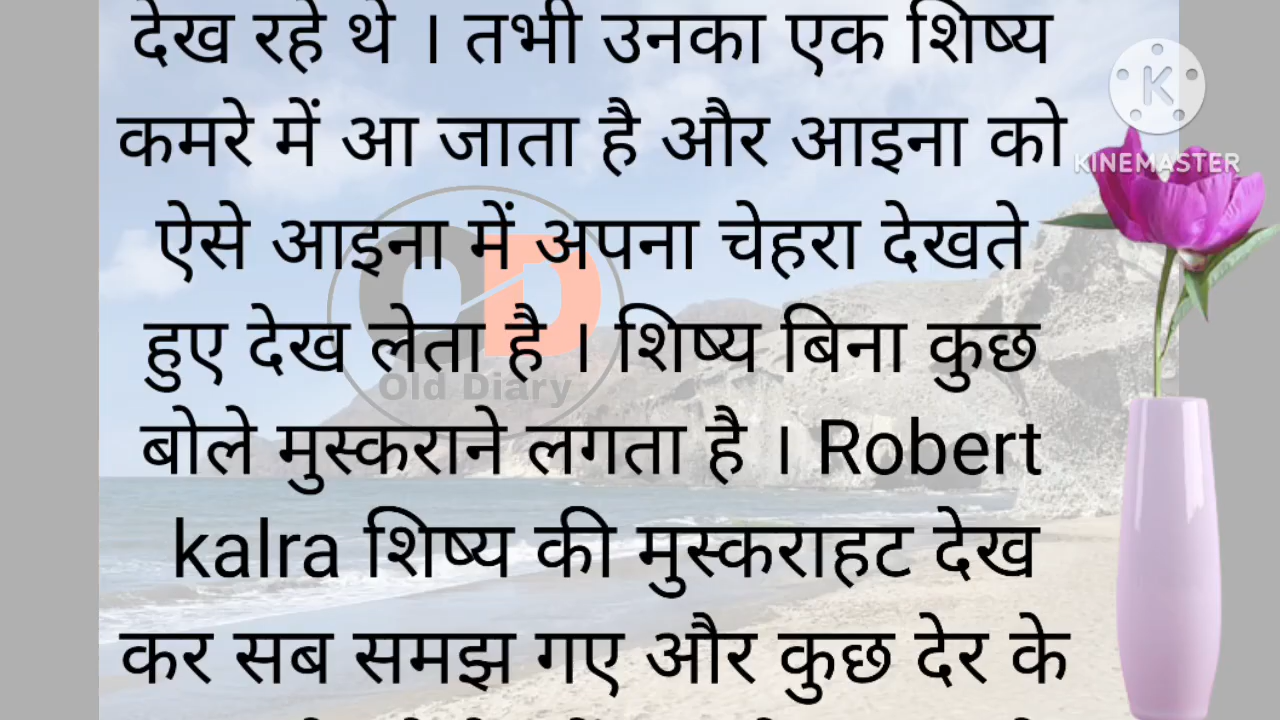 देख रहे थे । तभी उनका एक शिष्य
कमरे में आ जाता है और आइना को
ऐसे आइना में अपना चेहरा देखते
हुए देख लेता है । शिष्य बिना कुछ
बोले मुस्कराने लगता है । Robert
kalra शिष्य की मुस्कराहट देख
कर सब समझ गए और कुछ देर के
K
KINEMASTER
OD
Old Diary